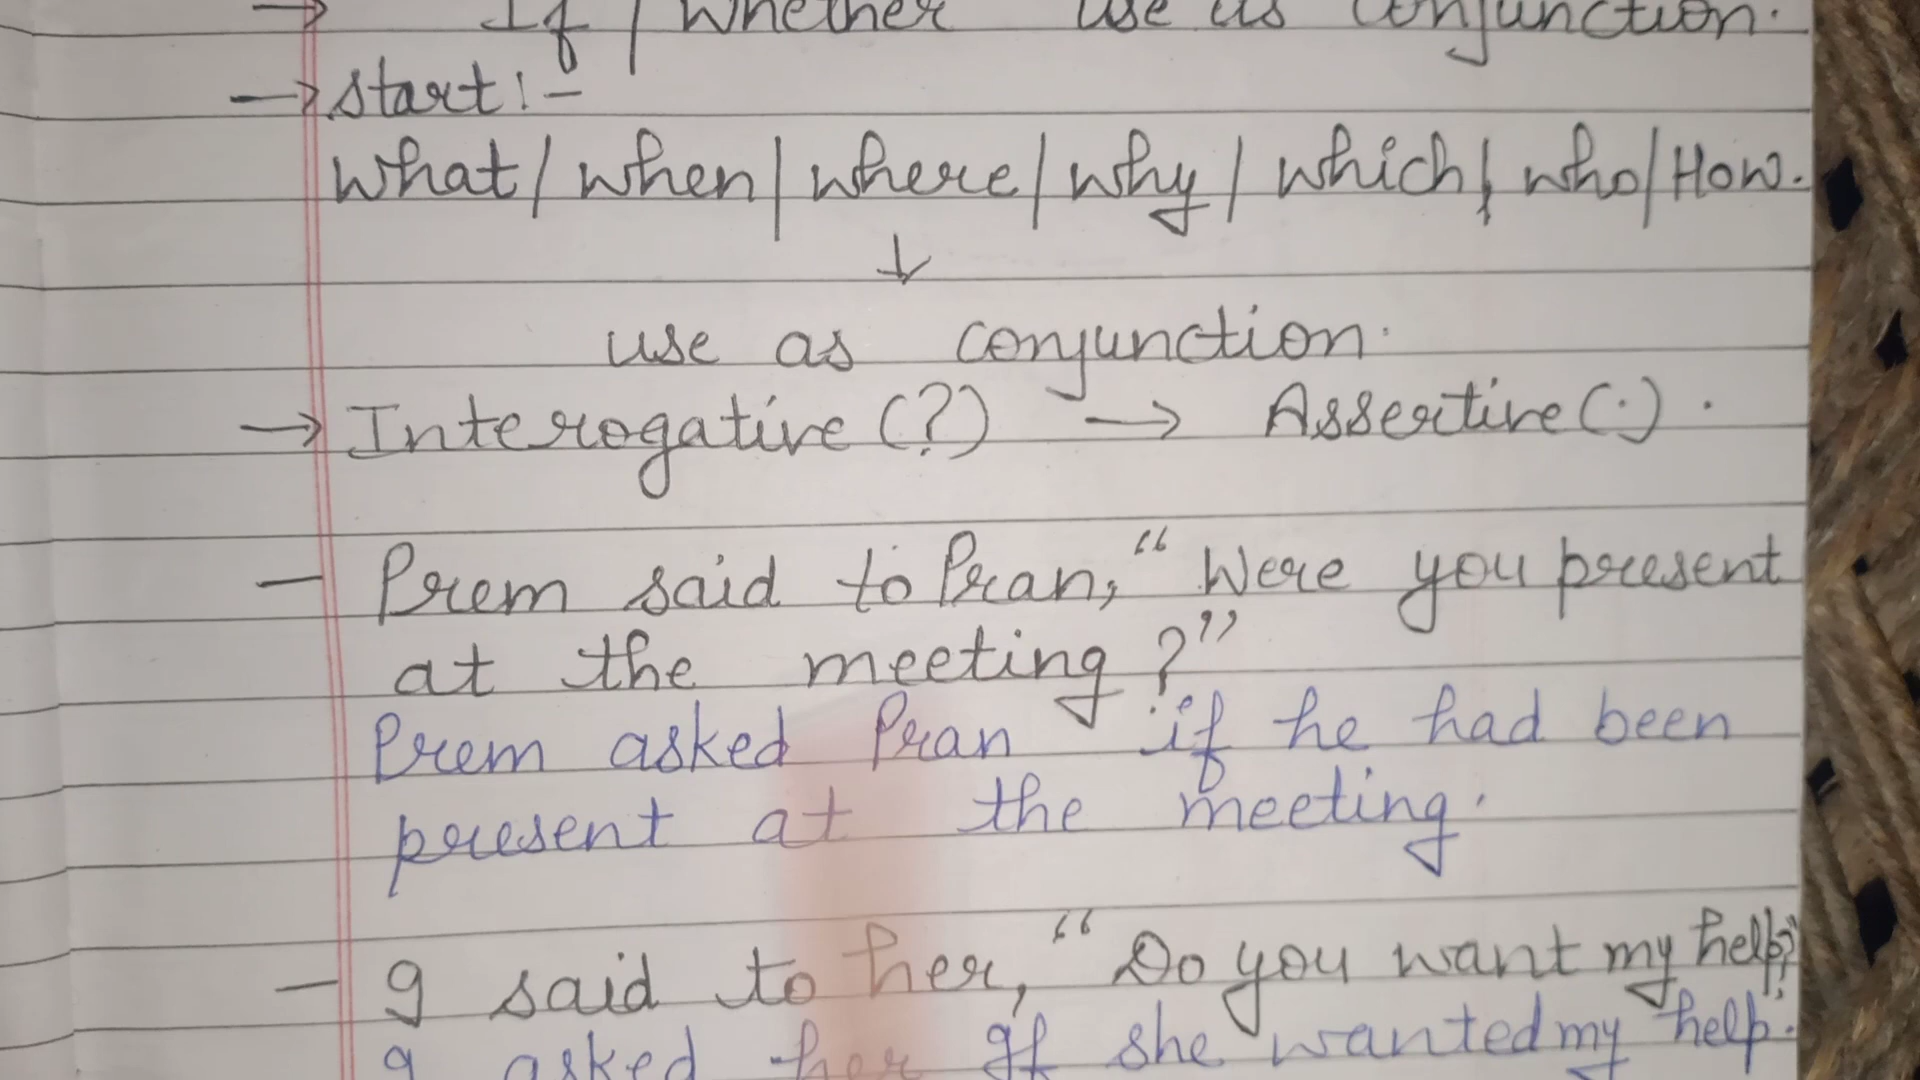 → If / Whether use as conjunction.
→ start :-
what / when / where / why / which / who / How.
↓
use as conjunction.
→ Interogative (?) → Assertive (.) .
- Prem said to Pran, “ Were you present
at the meeting ? ”
Prem asked Pran if he had been
present at the meeting.
- I said to her, “ Do you want my help?”
I asked her If she wanted my help.